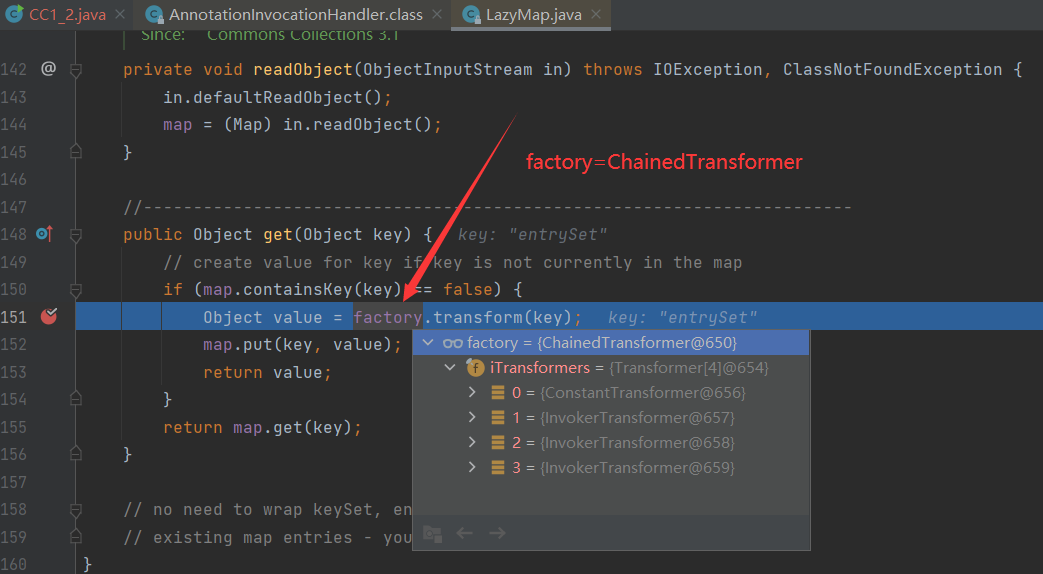 CC1_2.java
AnnotationInvocationHandler.class
LazyMap.java
Since: Commons Collections 3.1
142 @ private void readObject(ObjectInputStream in) throws IOException, ClassNotFoundException {
143 in.defaultReadObject();
144 map = (Map) in.readObject();
145 }
factory=ChainedTransformer
146
147 //-----------------------------------------------------------------------
148 public Object get(Object key) { key: "entrySet"
149 // create value for key if key is not currently in the map
150 if (map.containsKey(key) == false) {
151 Object value = factory.transform(key); key: "entrySet"
152 map.put(key, value);
153 return value;
154 }
155 return map.get(key);
156 }
157
158 // no need to wrap keySet, en
159 // existing map entries - you
160 }
factory = {ChainedTransformer@650}
f iTransformers = {Transformer[4]@654}
0 = {ConstantTransformer@656}
1 = {InvokerTransformer@657}
2 = {InvokerTransformer@658}
3 = {InvokerTransformer@659}